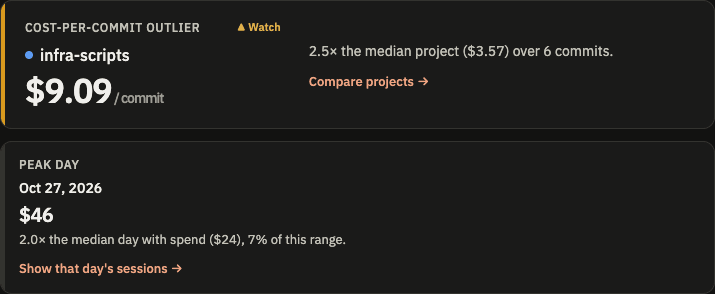 COST-PER-COMMIT OUTLIER
▲ Watch
infra-scripts
$9.09 / commit
2.5× the median project ($3.57) over 6 commits.
Compare projects →
PEAK DAY
Oct 27, 2026
$46
2.0× the median day with spend ($24), 7% of this range.
Show that day's sessions →